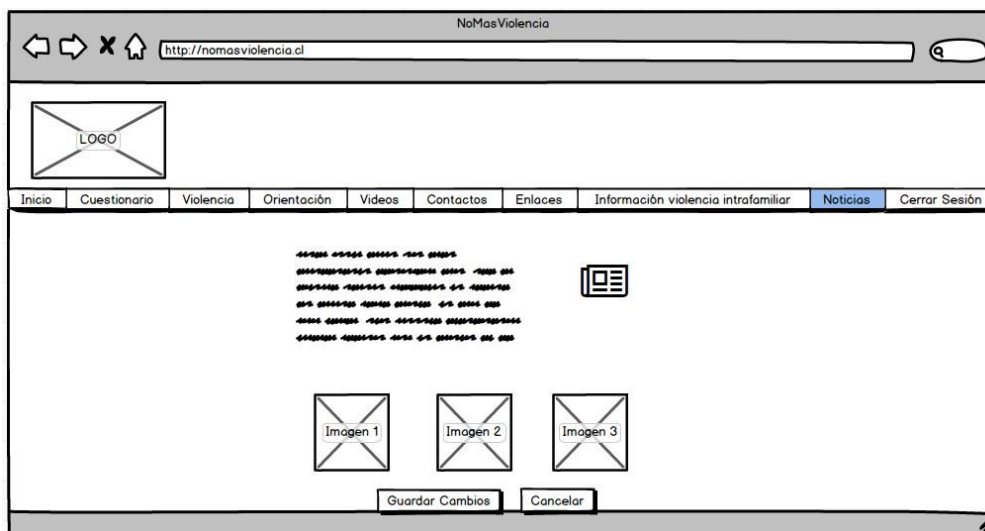 NoMasViolencia
http://nomasviolencia.cl
LOGO
Inicio Cuestionario Violencia Orientación Videos Contactos Enlaces Información violencia intrafamiliar Noticias Cerrar Sesión
Imagen 1 Imagen 2 Imagen 3
Guardar Cambios Cancelar